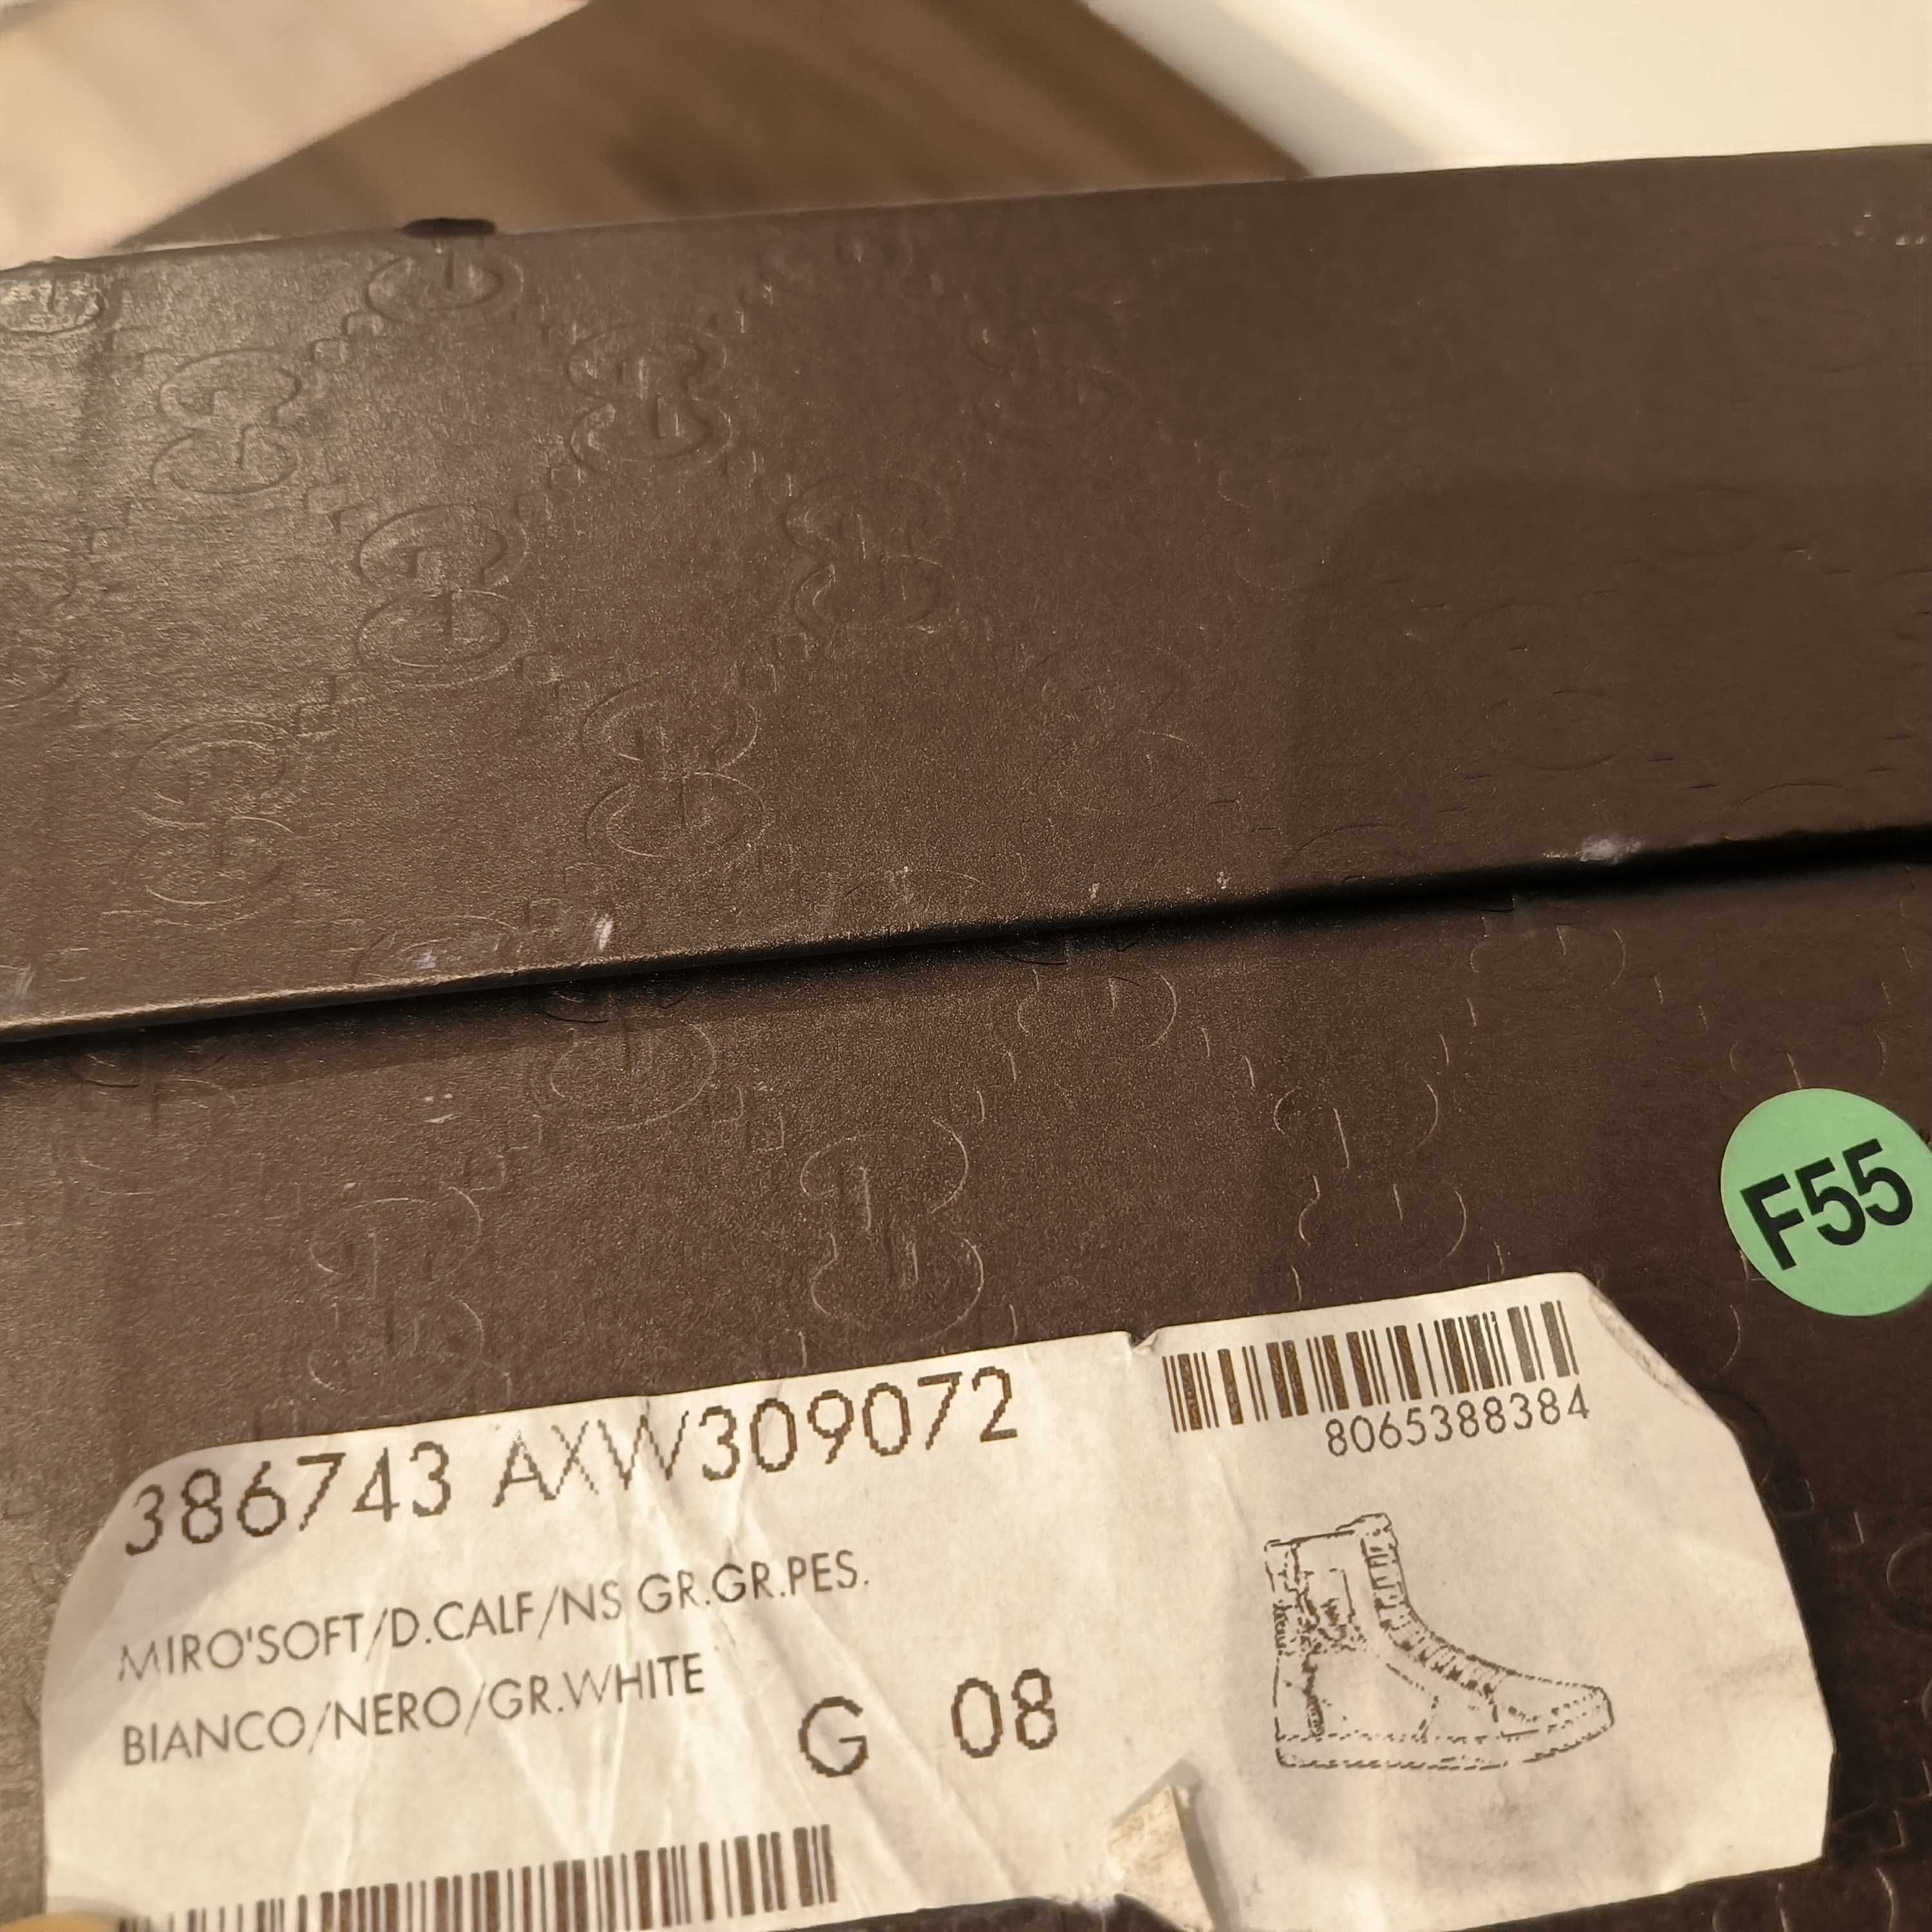 F55
386743 AXW309072
8065388384
MIRO'SOFT/D.CALF/NS GR.GR.PES.
BIANCO/NERO/GR.WHITE
G 08